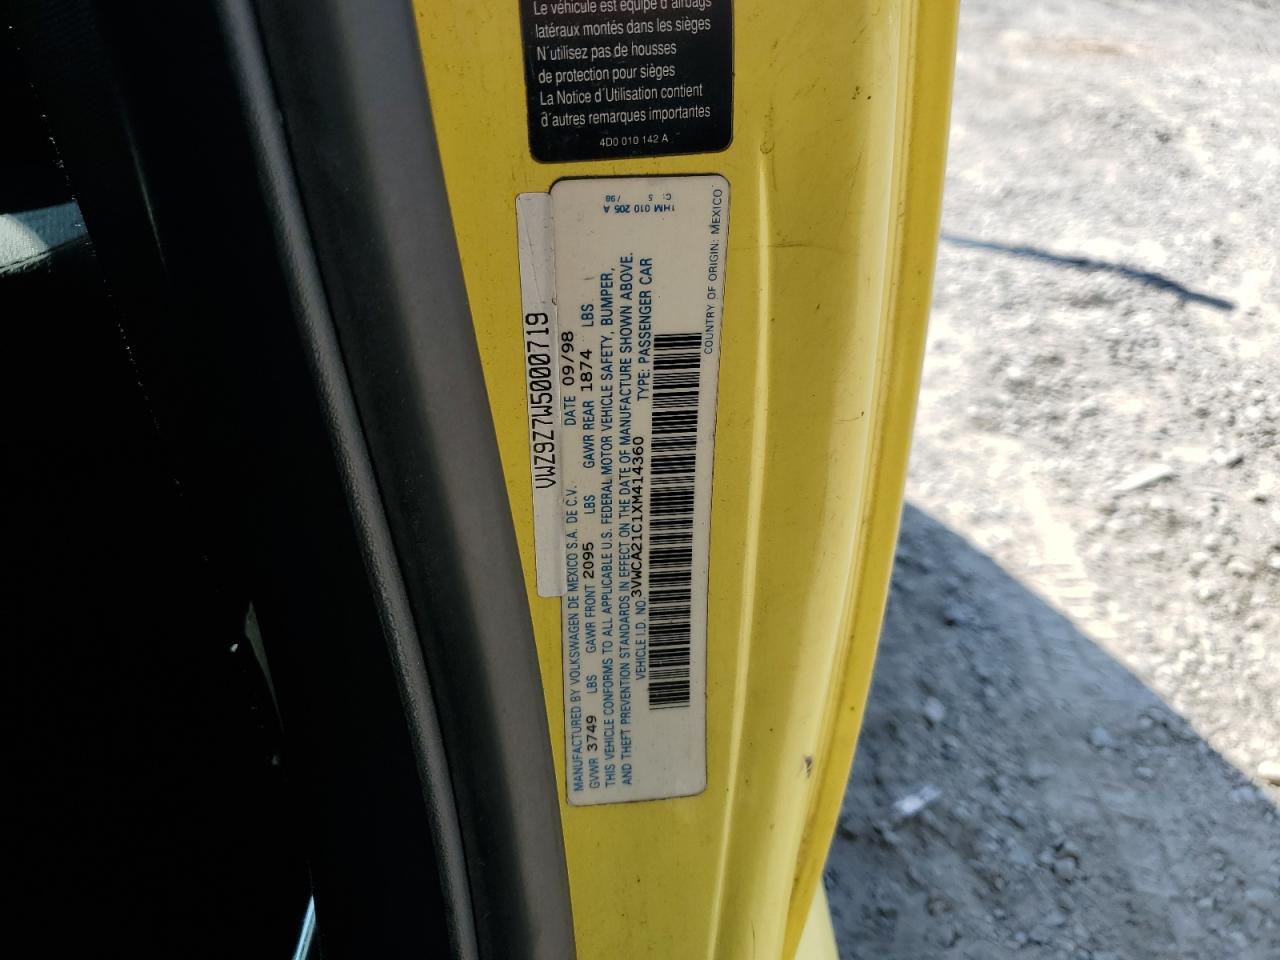 Le véhicule est équipé d'airbags
latéraux montés dans les sièges
N'utilisez pas de housses
de protection pour sièges
La Notice d'Utilisation contient
d'autres remarques importantes
4D0 010 142 A
VWZ9Z7W5000719
MANUFACTURED BY VOLKSWAGEN DE MEXICO S.A. DE C.V. DATE 09/98
GVWR 3749 LBS GAWR FRONT 2095 LBS GAWR REAR 1874 LBS
THIS VEHICLE CONFORMS TO ALL APPLICABLE U.S. FEDERAL MOTOR VEHICLE SAFETY, BUMPER,
AND THEFT PREVENTION STANDARDS IN EFFECT ON THE DATE OF MANUFACTURE SHOWN ABOVE.
VEHICLE I.D. NO. 3VWCA21C1XM414360 TYPE: PASSENGER CAR
COUNTRY OF ORIGIN: MEXICO
1HM 010 205 A
C: 5 /98